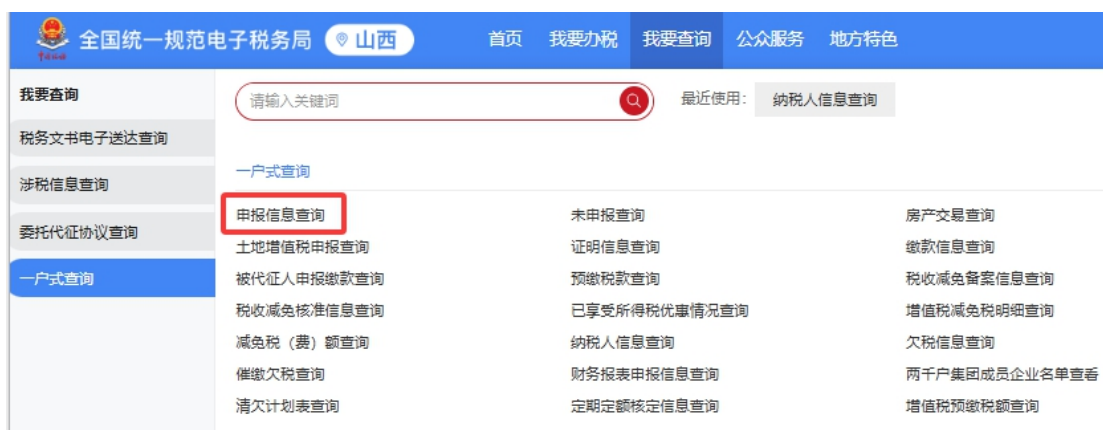 全国统一规范电子税务局 山西 首页 我要办税 我要查询 公众服务 地方特色
我要查询
税务文书电子送达查询
涉税信息查询
委托代征协议查询
一户式查询
请输入关键词 最近使用： 纳税人信息查询
一户式查询
申报信息查询 未申报查询 房产交易查询
土地增值税申报查询 证明信息查询 缴款信息查询
被代征人申报缴款查询 预缴税款查询 税收减免备案信息查询
税收减免核准信息查询 已享受所得税优惠情况查询 增值税减免税明细查询
减免税（费）额查询 纳税人信息查询 欠税信息查询
催缴欠税查询 财务报表申报信息查询 两千户集团成员企业名单查看
清欠计划表查询 定期定额核定信息查询 增值税预缴税额查询